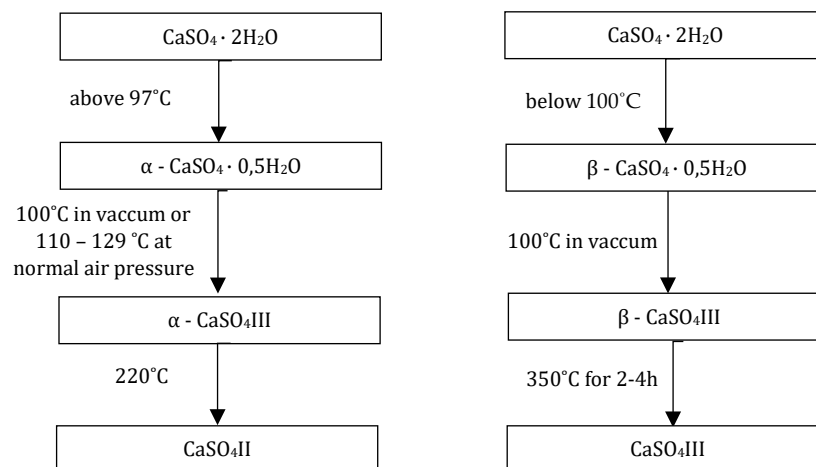 CaSO₄ · 2H₂O
above 97°C
α - CaSO₄ · 0,5H₂O
100°C in vaccum or
110 – 129 °C at
normal air pressure
α - CaSO₄III
220°C
CaSO₄II
CaSO₄ · 2H₂O
below 100°C
β - CaSO₄ · 0,5H₂O
100°C in vaccum
β - CaSO₄III
350°C for 2-4h
CaSO₄III